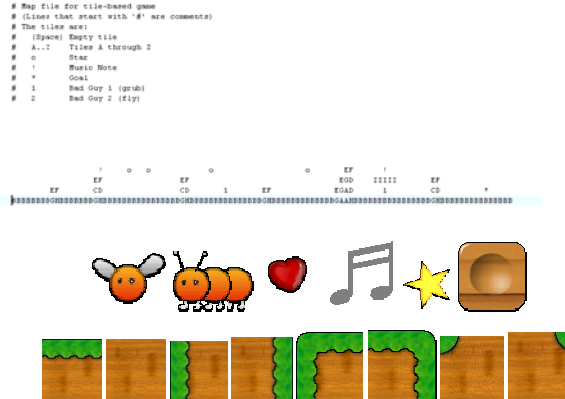 # Map file for tile-based game
# (Lines that start with '#' are comments)
# The tiles are:
# (Space) Empty tile
# A..Z Tiles A through Z
# o Star
# ! Music Note
# * Goal
# 1 Bad Guy 1 (grub)
# 2 Bad Guy 2 (fly)
! o o o EF !
EF EF EGD IIIII EF
EF CD CD 1 EF EGAD 1 CD *